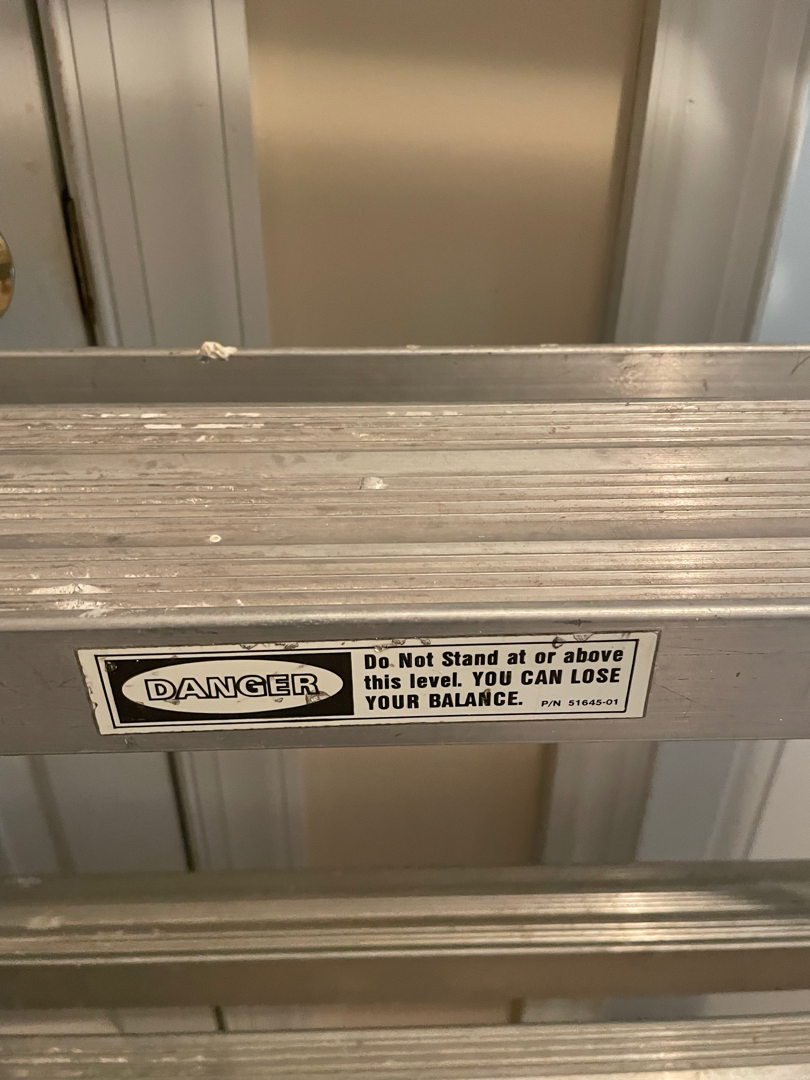 DANGER
Do Not Stand at or above
this level. YOU CAN LOSE
YOUR BALANCE. P/N 51645-01